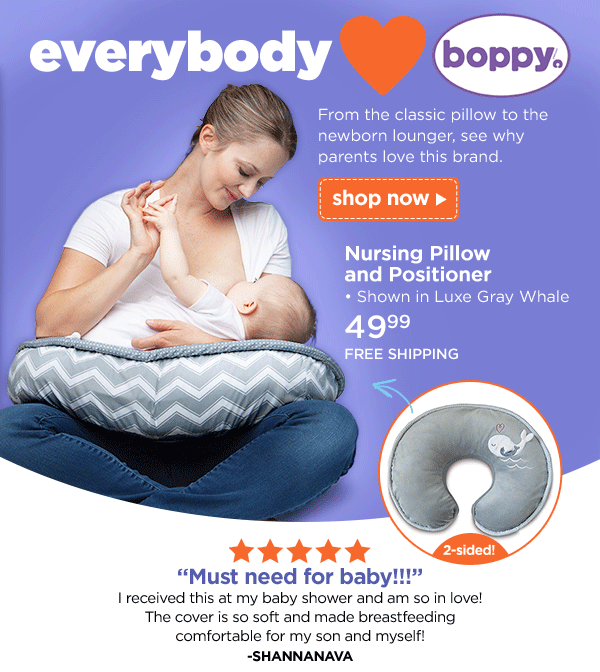 everybody boppy.
From the classic pillow to the
newborn lounger, see why
parents love this brand.
shop now
Nursing Pillow
and Positioner
• Shown in Luxe Gray Whale
49⁹⁹
FREE SHIPPING
2-sided!
“Must need for baby!!!”
I received this at my baby shower and am so in love!
The cover is so soft and made breastfeeding
comfortable for my son and myself!
-SHANNANAVA